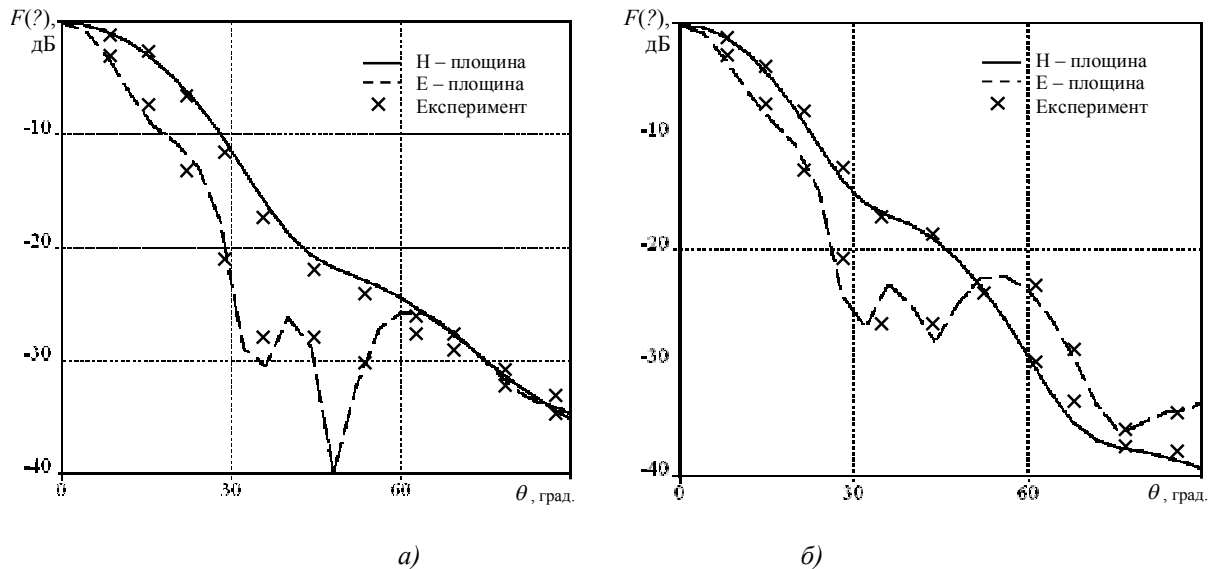 F(?),
дБ
Н – площина
Е – площина
Експеримент
-10
-20
-30
-40
0
30
60
θ , град.
а)
F(?),
дБ
Н – площина
Е – площина
Експеримент
-10
-20
-30
-40
0
30
60
θ , град.
б)